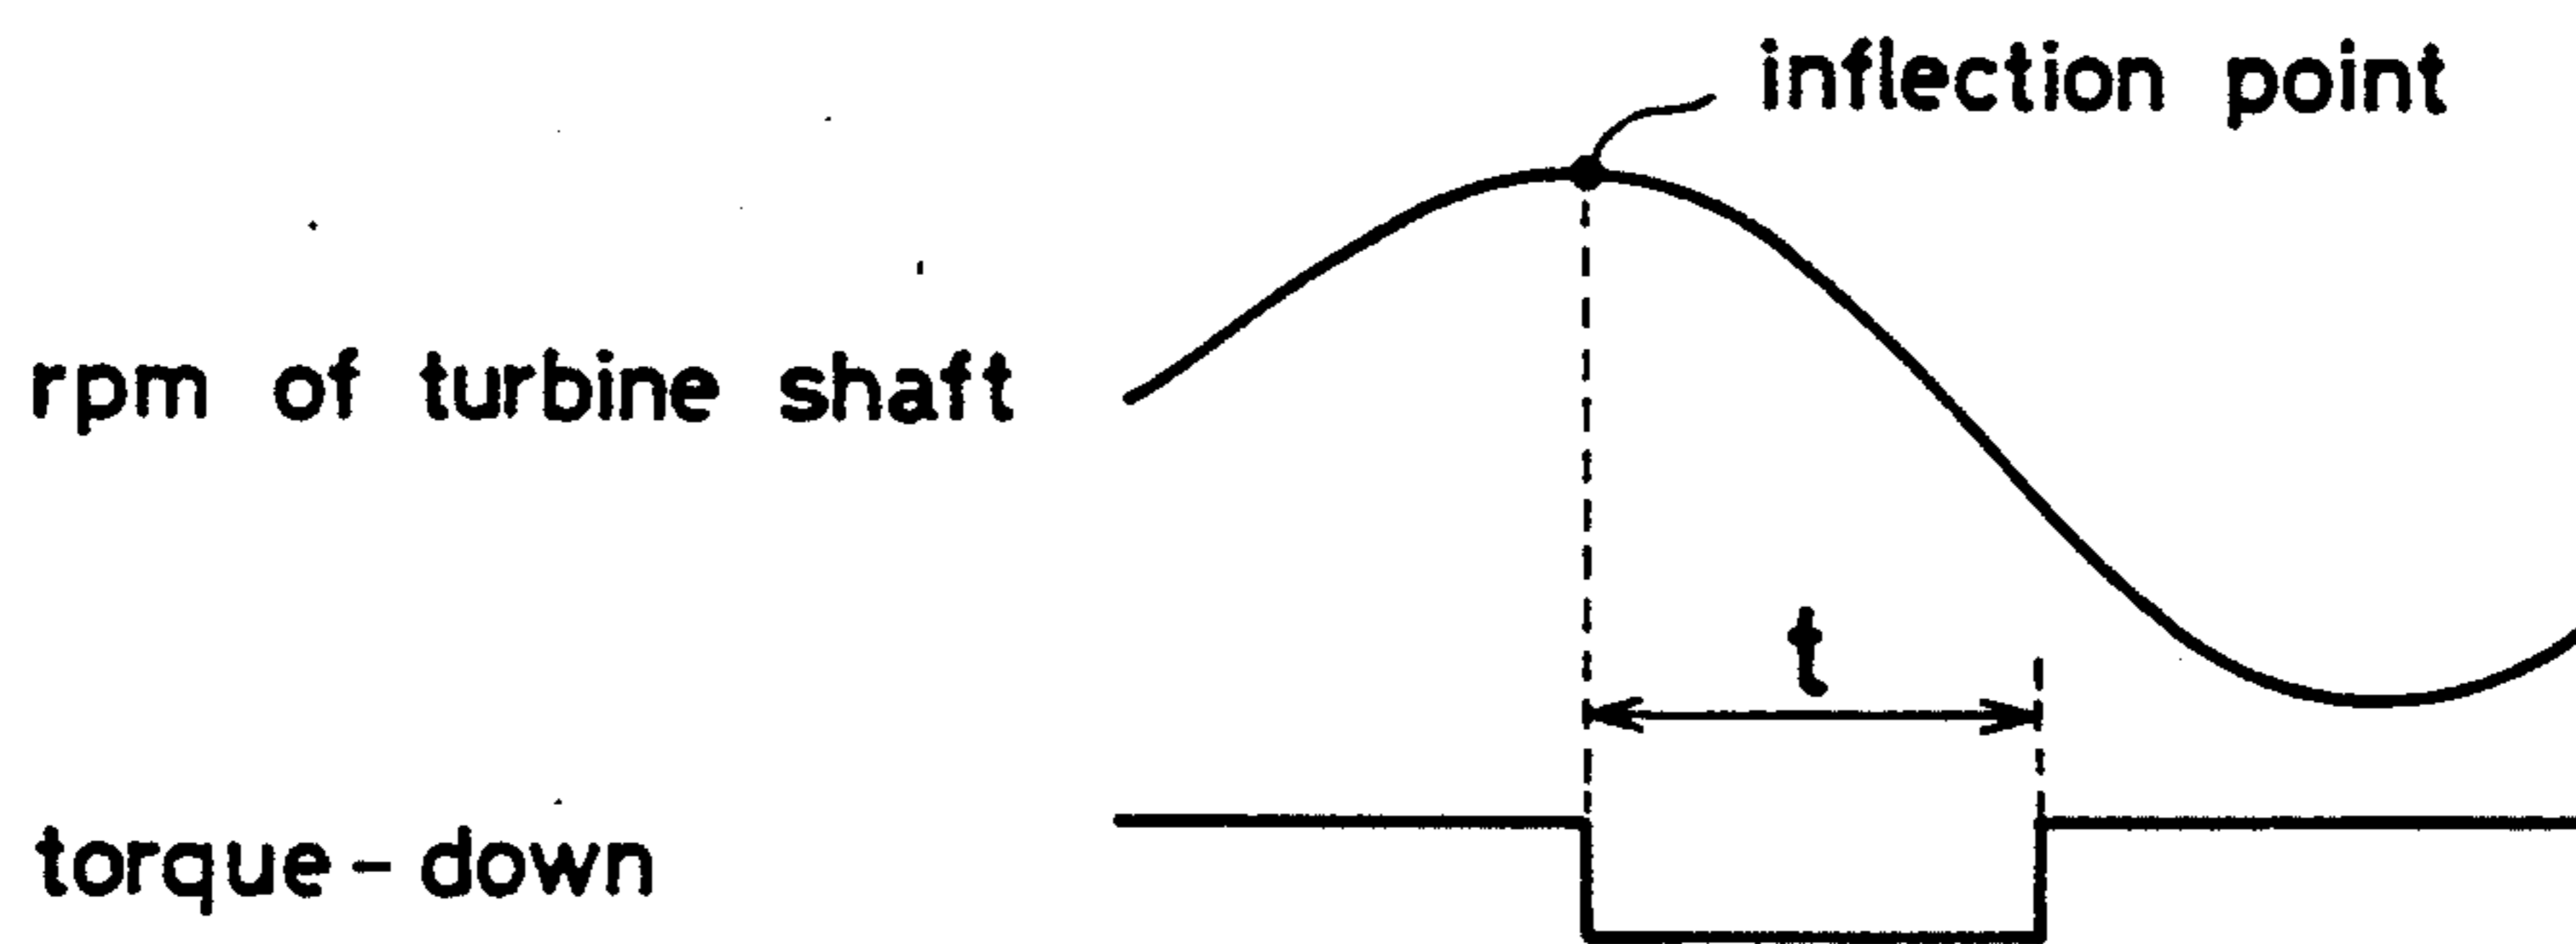 inflection point
rpm of turbine shaft
t
torque-down